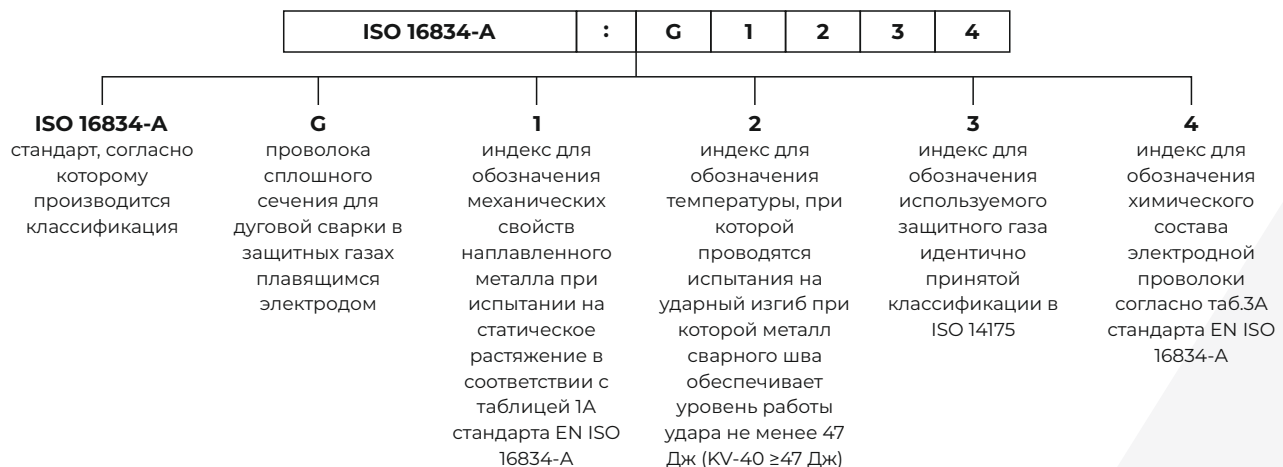 ISO 16834-A : G 1 2 3 4
ISO 16834-A
стандарт, согласно
которому
производится
классификация
G
проволока
сплошного
сечения для
дуговой сварки в
защитных газах
плавящимся
электродом
1
индекс для
обозначения
механических
свойств
наплавленного
металла при
испытании на
статическое
растяжение в
соответствии с
таблицей 1А
стандарта EN ISO
16834-A
2
индекс для
обозначения
температуры, при
которой
проводятся
испытания на
ударный изгиб при
которой металл
сварного шва
обеспечивает
уровень работы
удара не менее 47
Дж (KV-40 ≥47 Дж)
3
индекс для
обозначения
используемого
защитного газа
идентично
принятой
классификации в
ISO 14175
4
индекс для
обозначения
химического
состава
электродной
проволоки
согласно таб.3А
стандарта EN ISO
16834-A